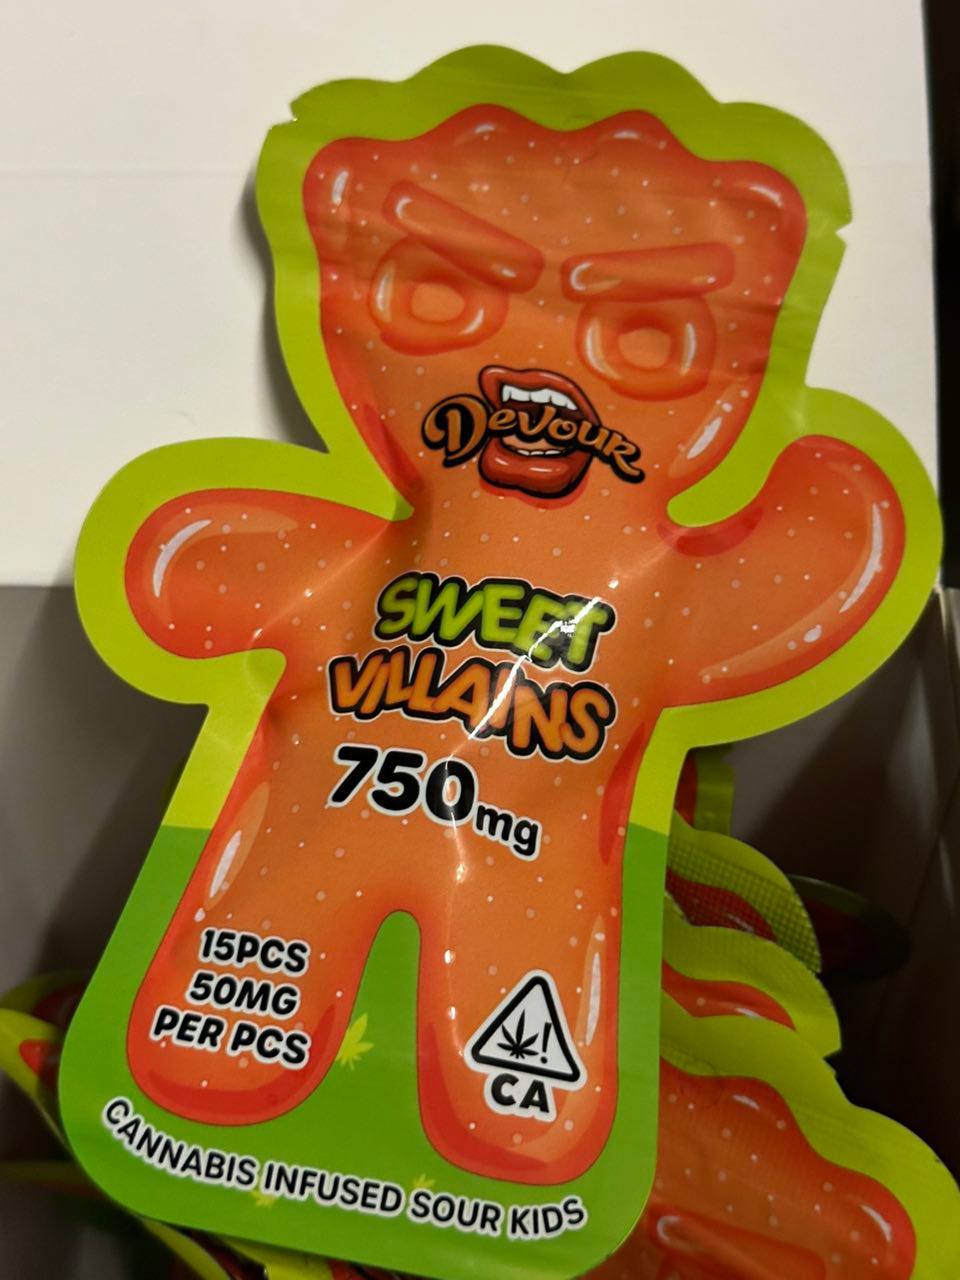 Devour
SWEET
VILLAINS
750mg
15PCS
50MG
PER PCS
!
CA
CANNABIS INFUSED SOUR KIDS